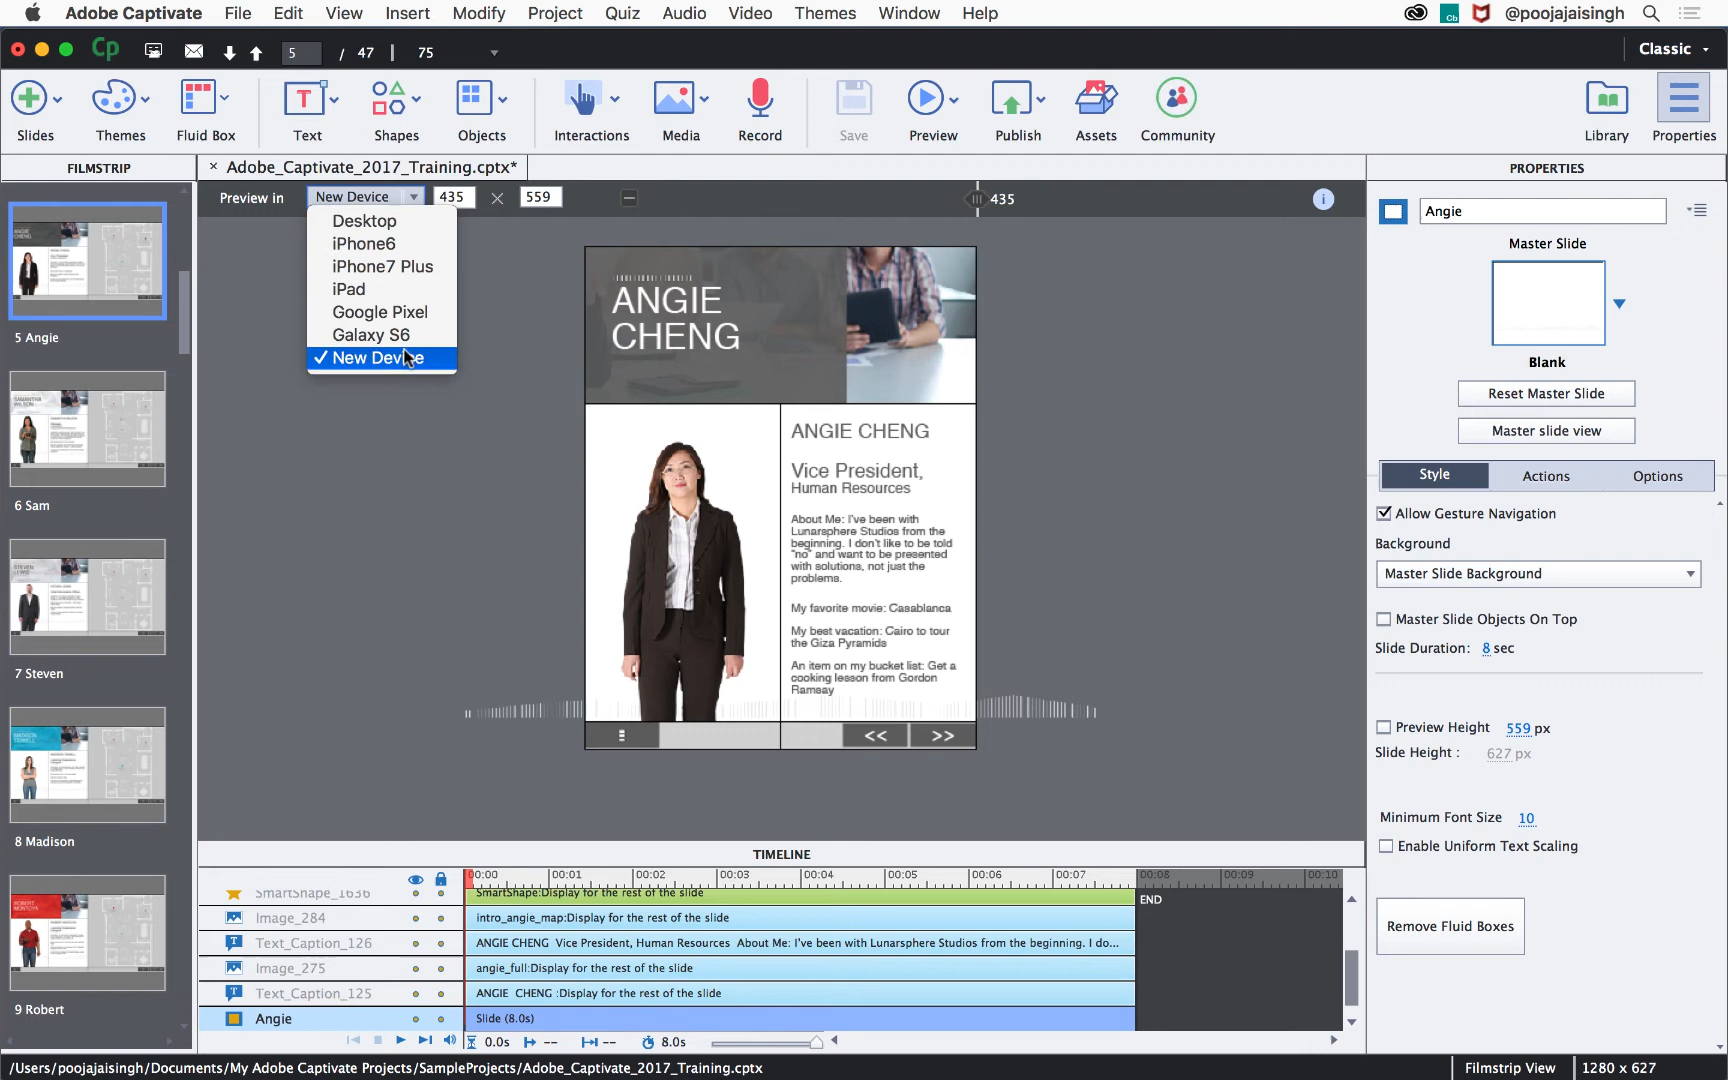 Adobe Captivate File Edit View Insert Modify Project Quiz Audio Video Themes Window Help Cb @poojajaisingh
Cp 5 / 47 | 75 Classic
Slides Themes Fluid Box Text Shapes Objects Interactions Media Record Save Preview Publish Assets Community Library Properties
FILMSTRIP
× Adobe_Captivate_2017_Training.cptx*
PROPERTIES
Preview in New Device 435 559 435
Desktop
iPhone6
iPhone7 Plus
iPad
Google Pixel
Galaxy S6
✓ New Device
5 Angie
6 Sam
7 Steven
8 Madison
9 Robert
ANGIE
CHENG
ANGIE CHENG
Vice President,
Human Resources
About Me: I've been with
Lunarsphere Studios from the
beginning. I don't like to be told
"no" and want to be presented
with solutions, not just the
problems.
My favorite movie: Casablanca
My best vacation: Cairo to tour
the Giza Pyramids
An item on my bucket list: Get a
cooking lesson from Gordon
Ramsay
<< >>
Angie
Master Slide
Blank
Reset Master Slide
Master slide view
Style Actions Options
Allow Gesture Navigation
Background
Master Slide Background
Master Slide Objects On Top
Slide Duration: 8 sec
Preview Height 559 px
Slide Height : 627 px
Minimum Font Size 10
Enable Uniform Text Scaling
Remove Fluid Boxes
TIMELINE
00:00 00:01 00:02 00:03 00:04 00:05 00:06 00:07 00:08 00:09 00:10
SmartShape_1636 SmartShape:Display for the rest of the slide END
Image_284 intro_angie_map:Display for the rest of the slide
Text_Caption_126 ANGIE CHENG Vice President, Human Resources About Me: I've been with Lunarsphere Studios from the beginning. I do...
Image_275 angie_full:Display for the rest of the slide
Text_Caption_125 ANGIE CHENG :Display for the rest of the slide
Angie Slide (8.0s)
0.0s -- -- 8.0s
/Users/poojajaisingh/Documents/My Adobe Captivate Projects/SampleProjects/Adobe_Captivate_2017_Training.cptx Filmstrip View 1280 x 627